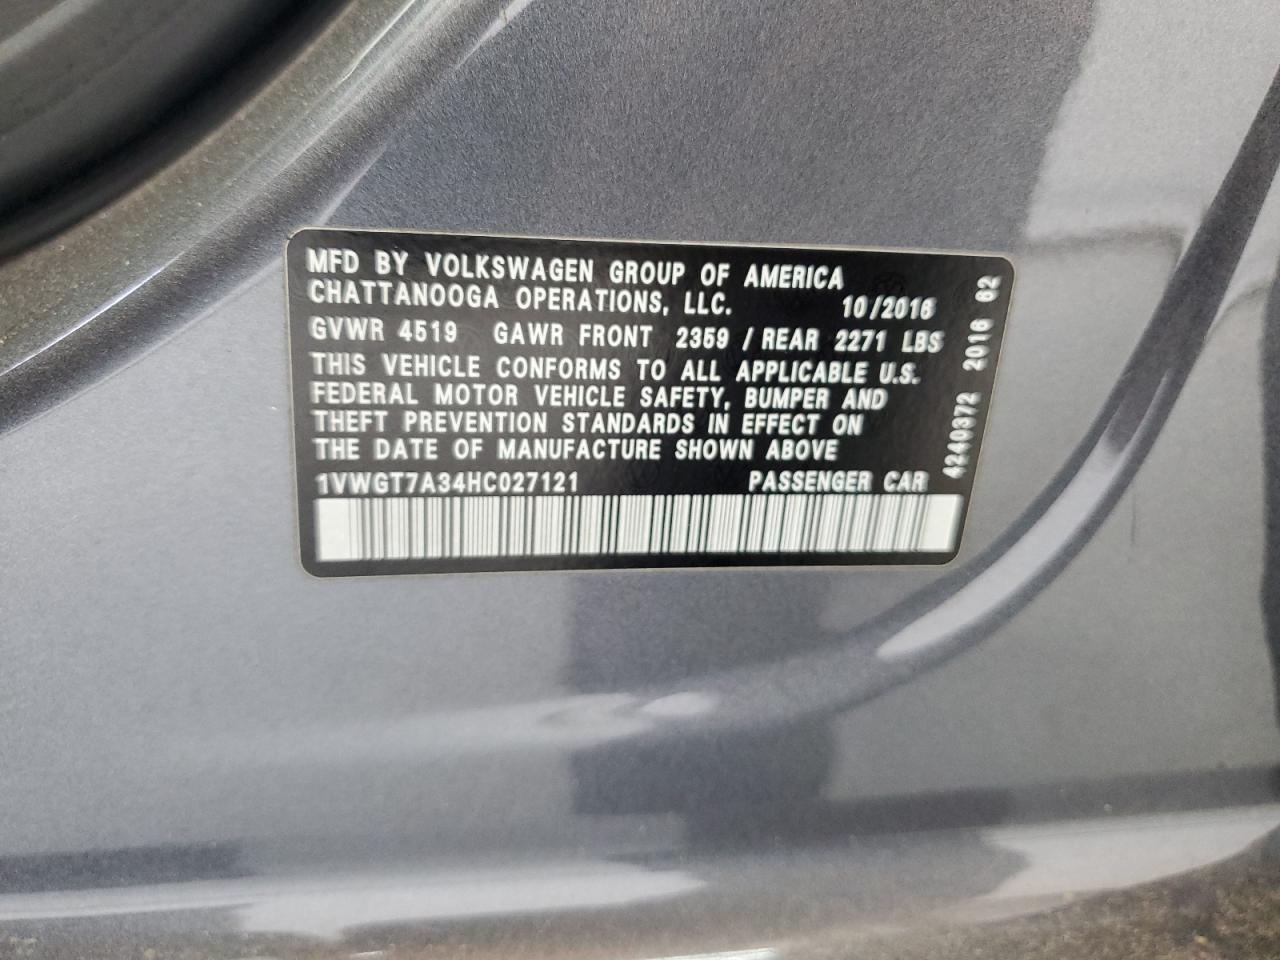 MFD BY VOLKSWAGEN GROUP OF AMERICA
CHATTANOOGA OPERATIONS, LLC. 10/2016
GVWR 4519 GAWR FRONT 2359 / REAR 2271 LBS
THIS VEHICLE CONFORMS TO ALL APPLICABLE U.S.
FEDERAL MOTOR VEHICLE SAFETY, BUMPER AND
THEFT PREVENTION STANDARDS IN EFFECT ON
THE DATE OF MANUFACTURE SHOWN ABOVE
1VWGT7A34HC027121 PASSENGER CAR
4240372 2016 62